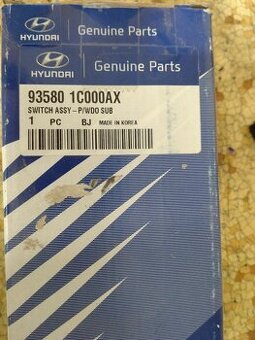 HYUNDAI Genuine Parts
HYUNDAI Genuine Parts
93580 1C000AX
SWITCH ASSY-P/WDO SUB
1 PC BJ MADE IN KOREA